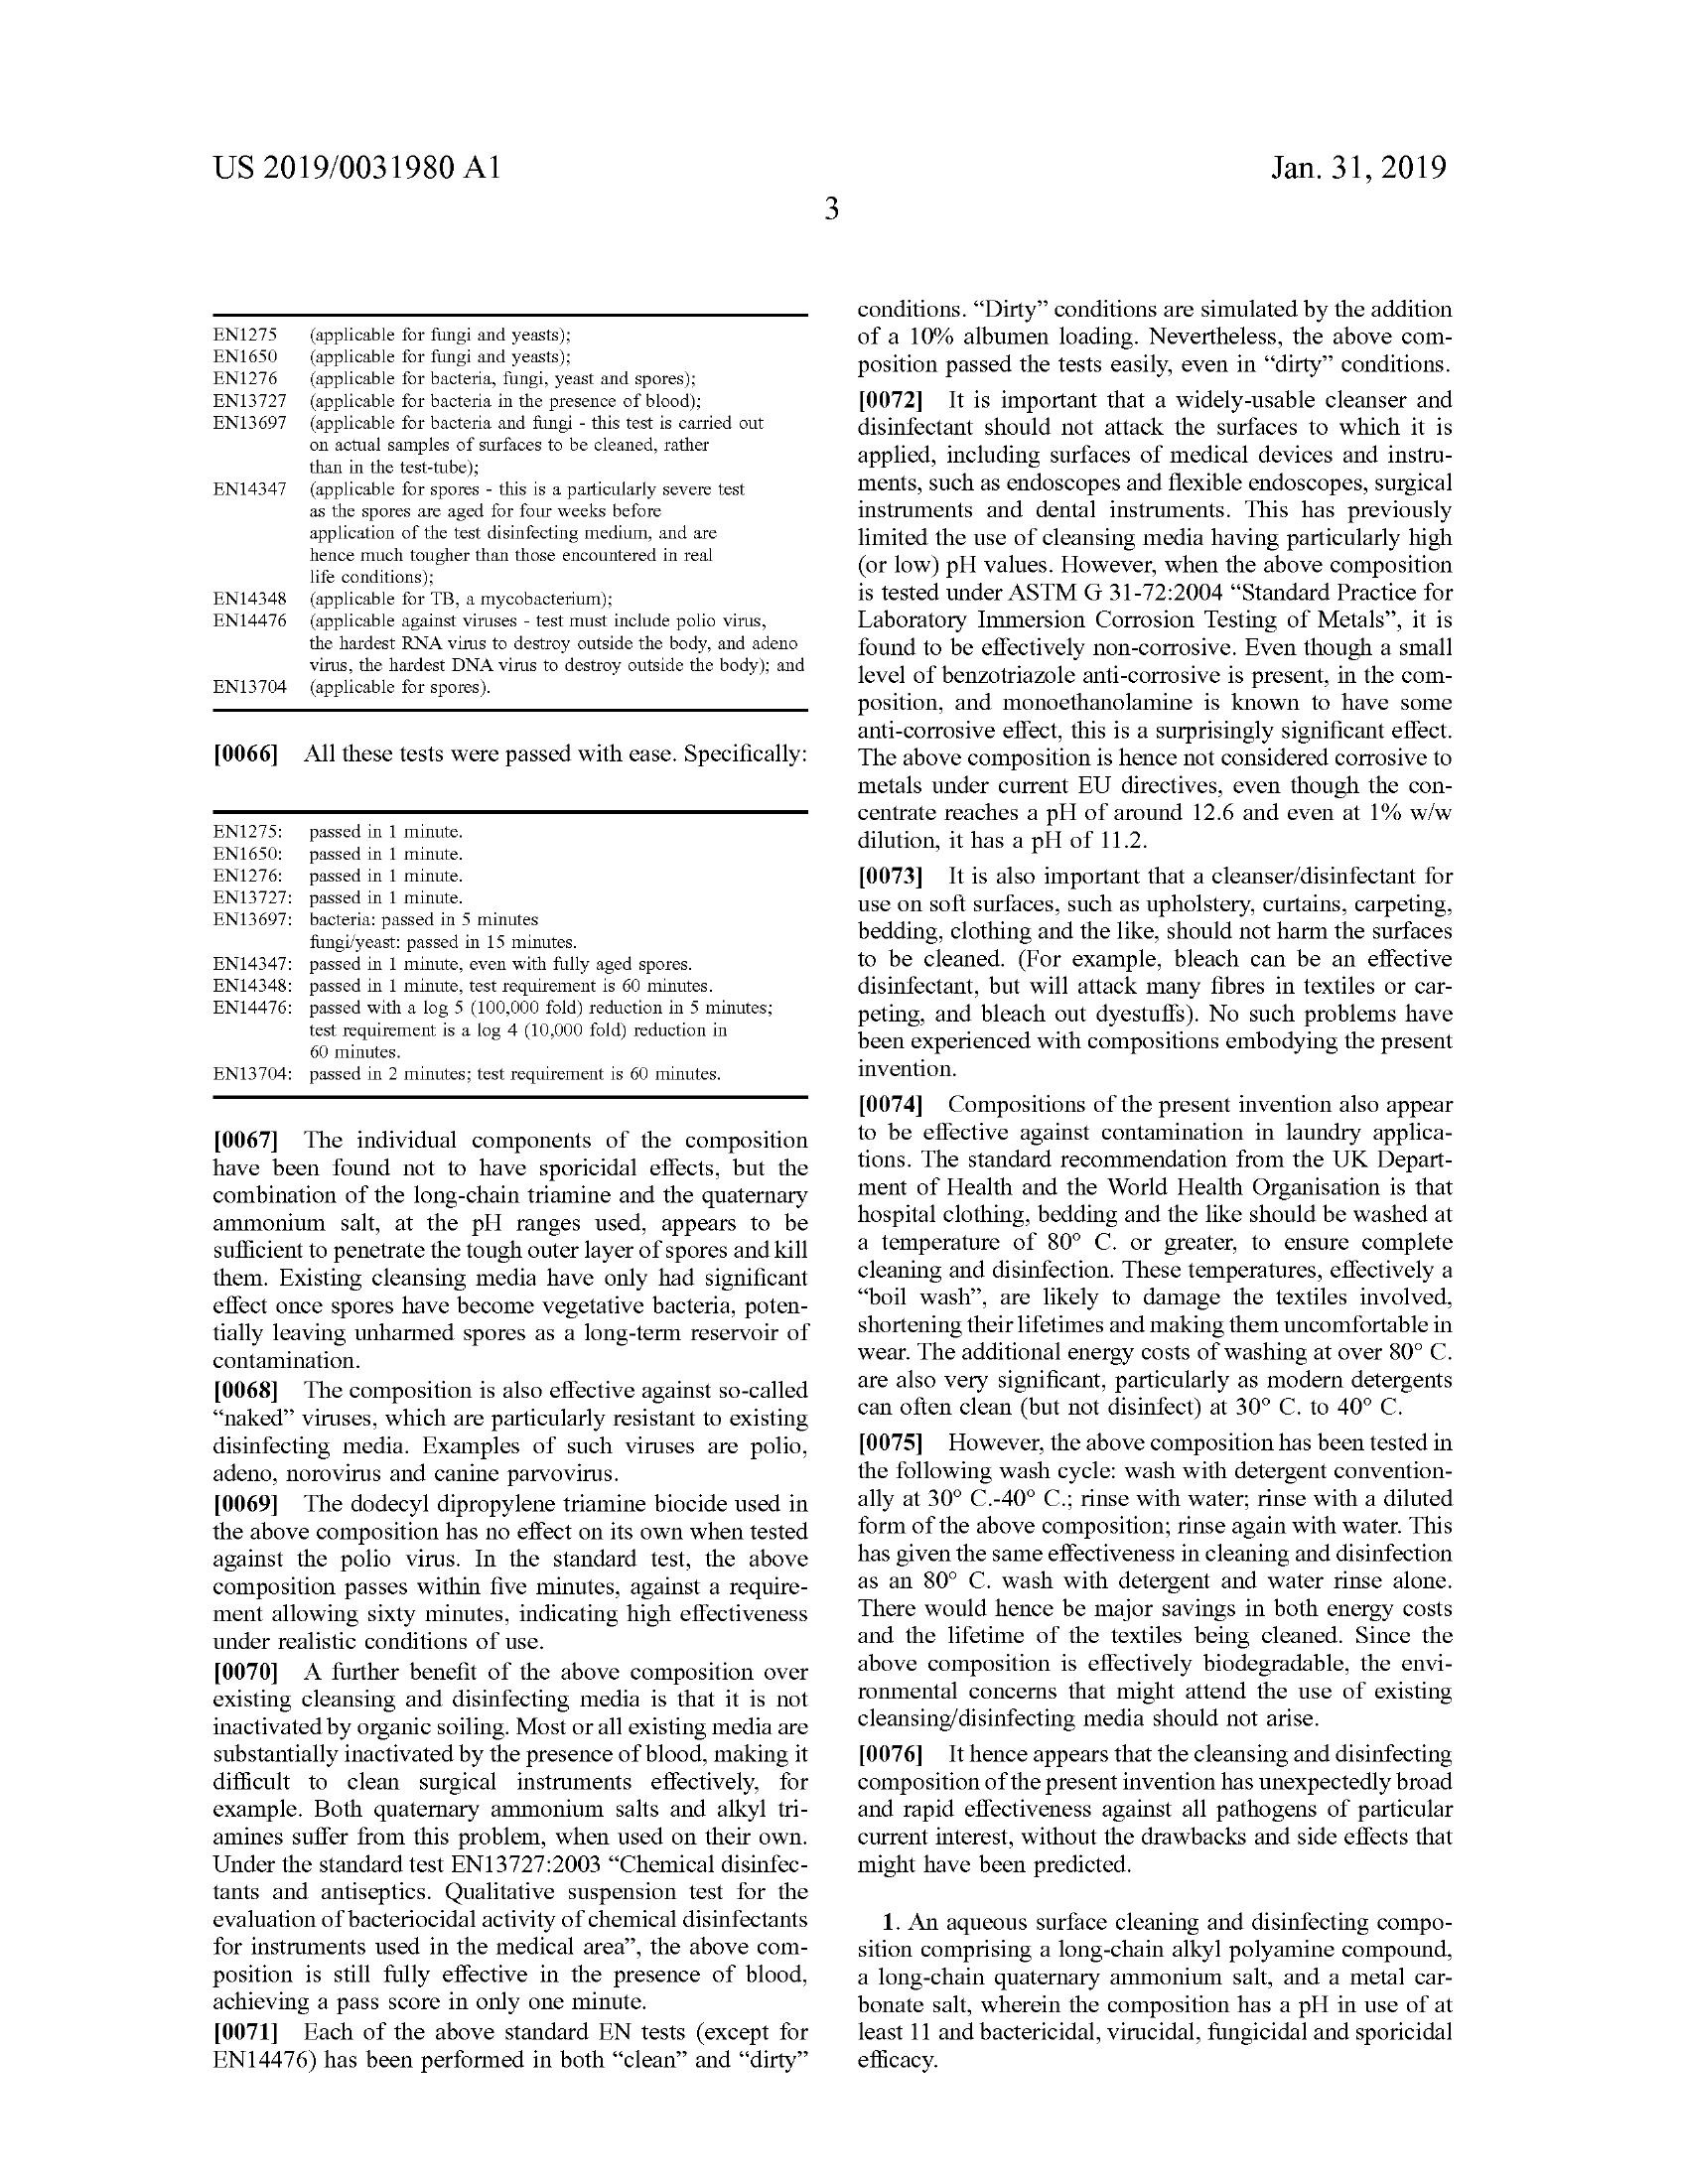 US 2019/0031980 A1
Jan. 31, 2019
3
EN1275 (applicable for fungi and yeasts);
EN1650 (applicable for fungi and yeasts);
EN1276 (applicable for bacteria, fungi, yeast and spores);
EN13727 (applicable for bacteria in the presence of blood);
EN13697 (applicable for bacteria and fungi - this test is carried out
on actual samples of surfaces to be cleaned, rather
than in the test-tube);
EN14347 (applicable for spores - this is a particularly severe test
as the spores are aged for four weeks before
application of the test disinfecting medium, and are
hence much tougher than those encountered in real
life conditions);
EN14348 (applicable for TB, a mycobacterium);
EN14476 (applicable against viruses - test must include polio virus,
the hardest RNA virus to destroy outside the body, and adeno
virus, the hardest DNA virus to destroy outside the body); and
EN13704 (applicable for spores).
[0066] All these tests were passed with ease. Specifically:
EN1275: passed in 1 minute.
EN1650: passed in 1 minute.
EN1276: passed in 1 minute.
EN13727: passed in 1 minute.
EN13697: bacteria: passed in 5 minutes
fungi/yeast: passed in 15 minutes.
EN14347: passed in 1 minute, even with fully aged spores.
EN14348: passed in 1 minute, test requirement is 60 minutes.
EN14476: passed with a log 5 (100,000 fold) reduction in 5 minutes;
test requirement is a log 4 (10,000 fold) reduction in
60 minutes.
EN13704: passed in 2 minutes; test requirement is 60 minutes.
[0067] The individual components of the composition
have been found not to have sporicidal effects, but the
combination of the long-chain triamine and the quaternary
ammonium salt, at the pH ranges used, appears to be
sufficient to penetrate the tough outer layer of spores and kill
them. Existing cleansing media have only had significant
effect once spores have become vegetative bacteria, poten-
tially leaving unharmed spores as a long-term reservoir of
contamination.
[0068] The composition is also effective against so-called
“naked” viruses, which are particularly resistant to existing
disinfecting media. Examples of such viruses are polio,
adeno, norovirus and canine parvovirus.
[0069] The dodecyl dipropylene triamine biocide used in
the above composition has no effect on its own when tested
against the polio virus. In the standard test, the above
composition passes within five minutes, against a require-
ment allowing sixty minutes, indicating high effectiveness
under realistic conditions of use.
[0070] A further benefit of the above composition over
existing cleansing and disinfecting media is that it is not
inactivated by organic soiling. Most or all existing media are
substantially inactivated by the presence of blood, making it
difficult to clean surgical instruments effectively, for
example. Both quaternary ammonium salts and alkyl tri-
amines suffer from this problem, when used on their own.
Under the standard test EN13727:2003 “Chemical disinfec-
tants and antiseptics. Qualitative suspension test for the
evaluation of bacteriocidal activity of chemical disinfectants
for instruments used in the medical area”, the above com-
position is still fully effective in the presence of blood,
achieving a pass score in only one minute.
[0071] Each of the above standard EN tests (except for
EN14476) has been performed in both “clean” and “dirty”
conditions. “Dirty” conditions are simulated by the addition
of a 10% albumen loading. Nevertheless, the above com-
position passed the tests easily, even in “dirty” conditions.
[0072] It is important that a widely-usable cleanser and
disinfectant should not attack the surfaces to which it is
applied, including surfaces of medical devices and instru-
ments, such as endoscopes and flexible endoscopes, surgical
instruments and dental instruments. This has previously
limited the use of cleansing media having particularly high
(or low) pH values. However, when the above composition
is tested under ASTM G 31-72:2004 “Standard Practice for
Laboratory Immersion Corrosion Testing of Metals”, it is
found to be effectively non-corrosive. Even though a small
level of benzotriazole anti-corrosive is present, in the com-
position, and monoethanolamine is known to have some
anti-corrosive effect, this is a surprisingly significant effect.
The above composition is hence not considered corrosive to
metals under current EU directives, even though the con-
centrate reaches a pH of around 12.6 and even at 1% w/w
dilution, it has a pH of 11.2.
[0073] It is also important that a cleanser/disinfectant for
use on soft surfaces, such as upholstery, curtains, carpeting,
bedding, clothing and the like, should not harm the surfaces
to be cleaned. (For example, bleach can be an effective
disinfectant, but will attack many fibres in textiles or car-
peting, and bleach out dyestuffs). No such problems have
been experienced with compositions embodying the present
invention.
[0074] Compositions of the present invention also appear
to be effective against contamination in laundry applica-
tions. The standard recommendation from the UK Depart-
ment of Health and the World Health Organisation is that
hospital clothing, bedding and the like should be washed at
a temperature of 80° C. or greater, to ensure complete
cleaning and disinfection. These temperatures, effectively a
“boil wash”, are likely to damage the textiles involved,
shortening their lifetimes and making them uncomfortable in
wear. The additional energy costs of washing at over 80° C.
are also very significant, particularly as modern detergents
can often clean (but not disinfect) at 30° C. to 40° C.
[0075] However, the above composition has been tested in
the following wash cycle: wash with detergent convention-
ally at 30° C.-40° C.; rinse with water; rinse with a diluted
form of the above composition; rinse again with water. This
has given the same effectiveness in cleaning and disinfection
as an 80° C. wash with detergent and water rinse alone.
There would hence be major savings in both energy costs
and the lifetime of the textiles being cleaned. Since the
above composition is effectively biodegradable, the envi-
ronmental concerns that might attend the use of existing
cleansing/disinfecting media should not arise.
[0076] It hence appears that the cleansing and disinfecting
composition of the present invention has unexpectedly broad
and rapid effectiveness against all pathogens of particular
current interest, without the drawbacks and side effects that
might have been predicted.
1. An aqueous surface cleaning and disinfecting compo-
sition comprising a long-chain alkyl polyamine compound,
a long-chain quaternary ammonium salt, and a metal car-
bonate salt, wherein the composition has a pH in use of at
least 11 and bactericidal, virucidal, fungicidal and sporicidal
efficacy.